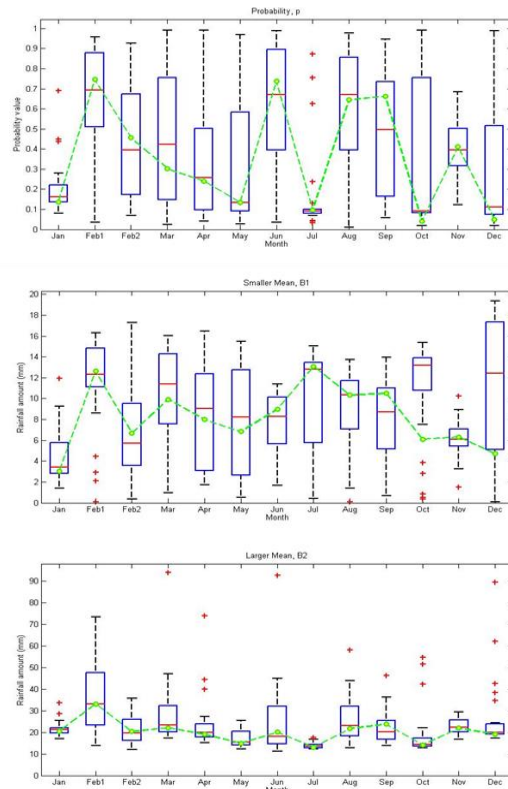 Probability, p
1
0.9
0.8
0.7
0.6
0.5
0.4
0.3
0.2
0.1
0
Probability value
Jan Feb1 Feb2 Mar Apr May Jun Jul Aug Sep Oct Nov Dec
Month
Smaller Mean, B1
20
18
16
14
12
10
8
6
4
2
0
Rainfall amount (mm)
Jan Feb1 Feb2 Mar Apr May Jun Jul Aug Sep Oct Nov Dec
Month
Larger Mean, B2
90
80
70
60
50
40
30
20
10
0
Rainfall amount (mm)
Jan Feb1 Feb2 Mar Apr May Jun Jul Aug Sep Oct Nov Dec
Month